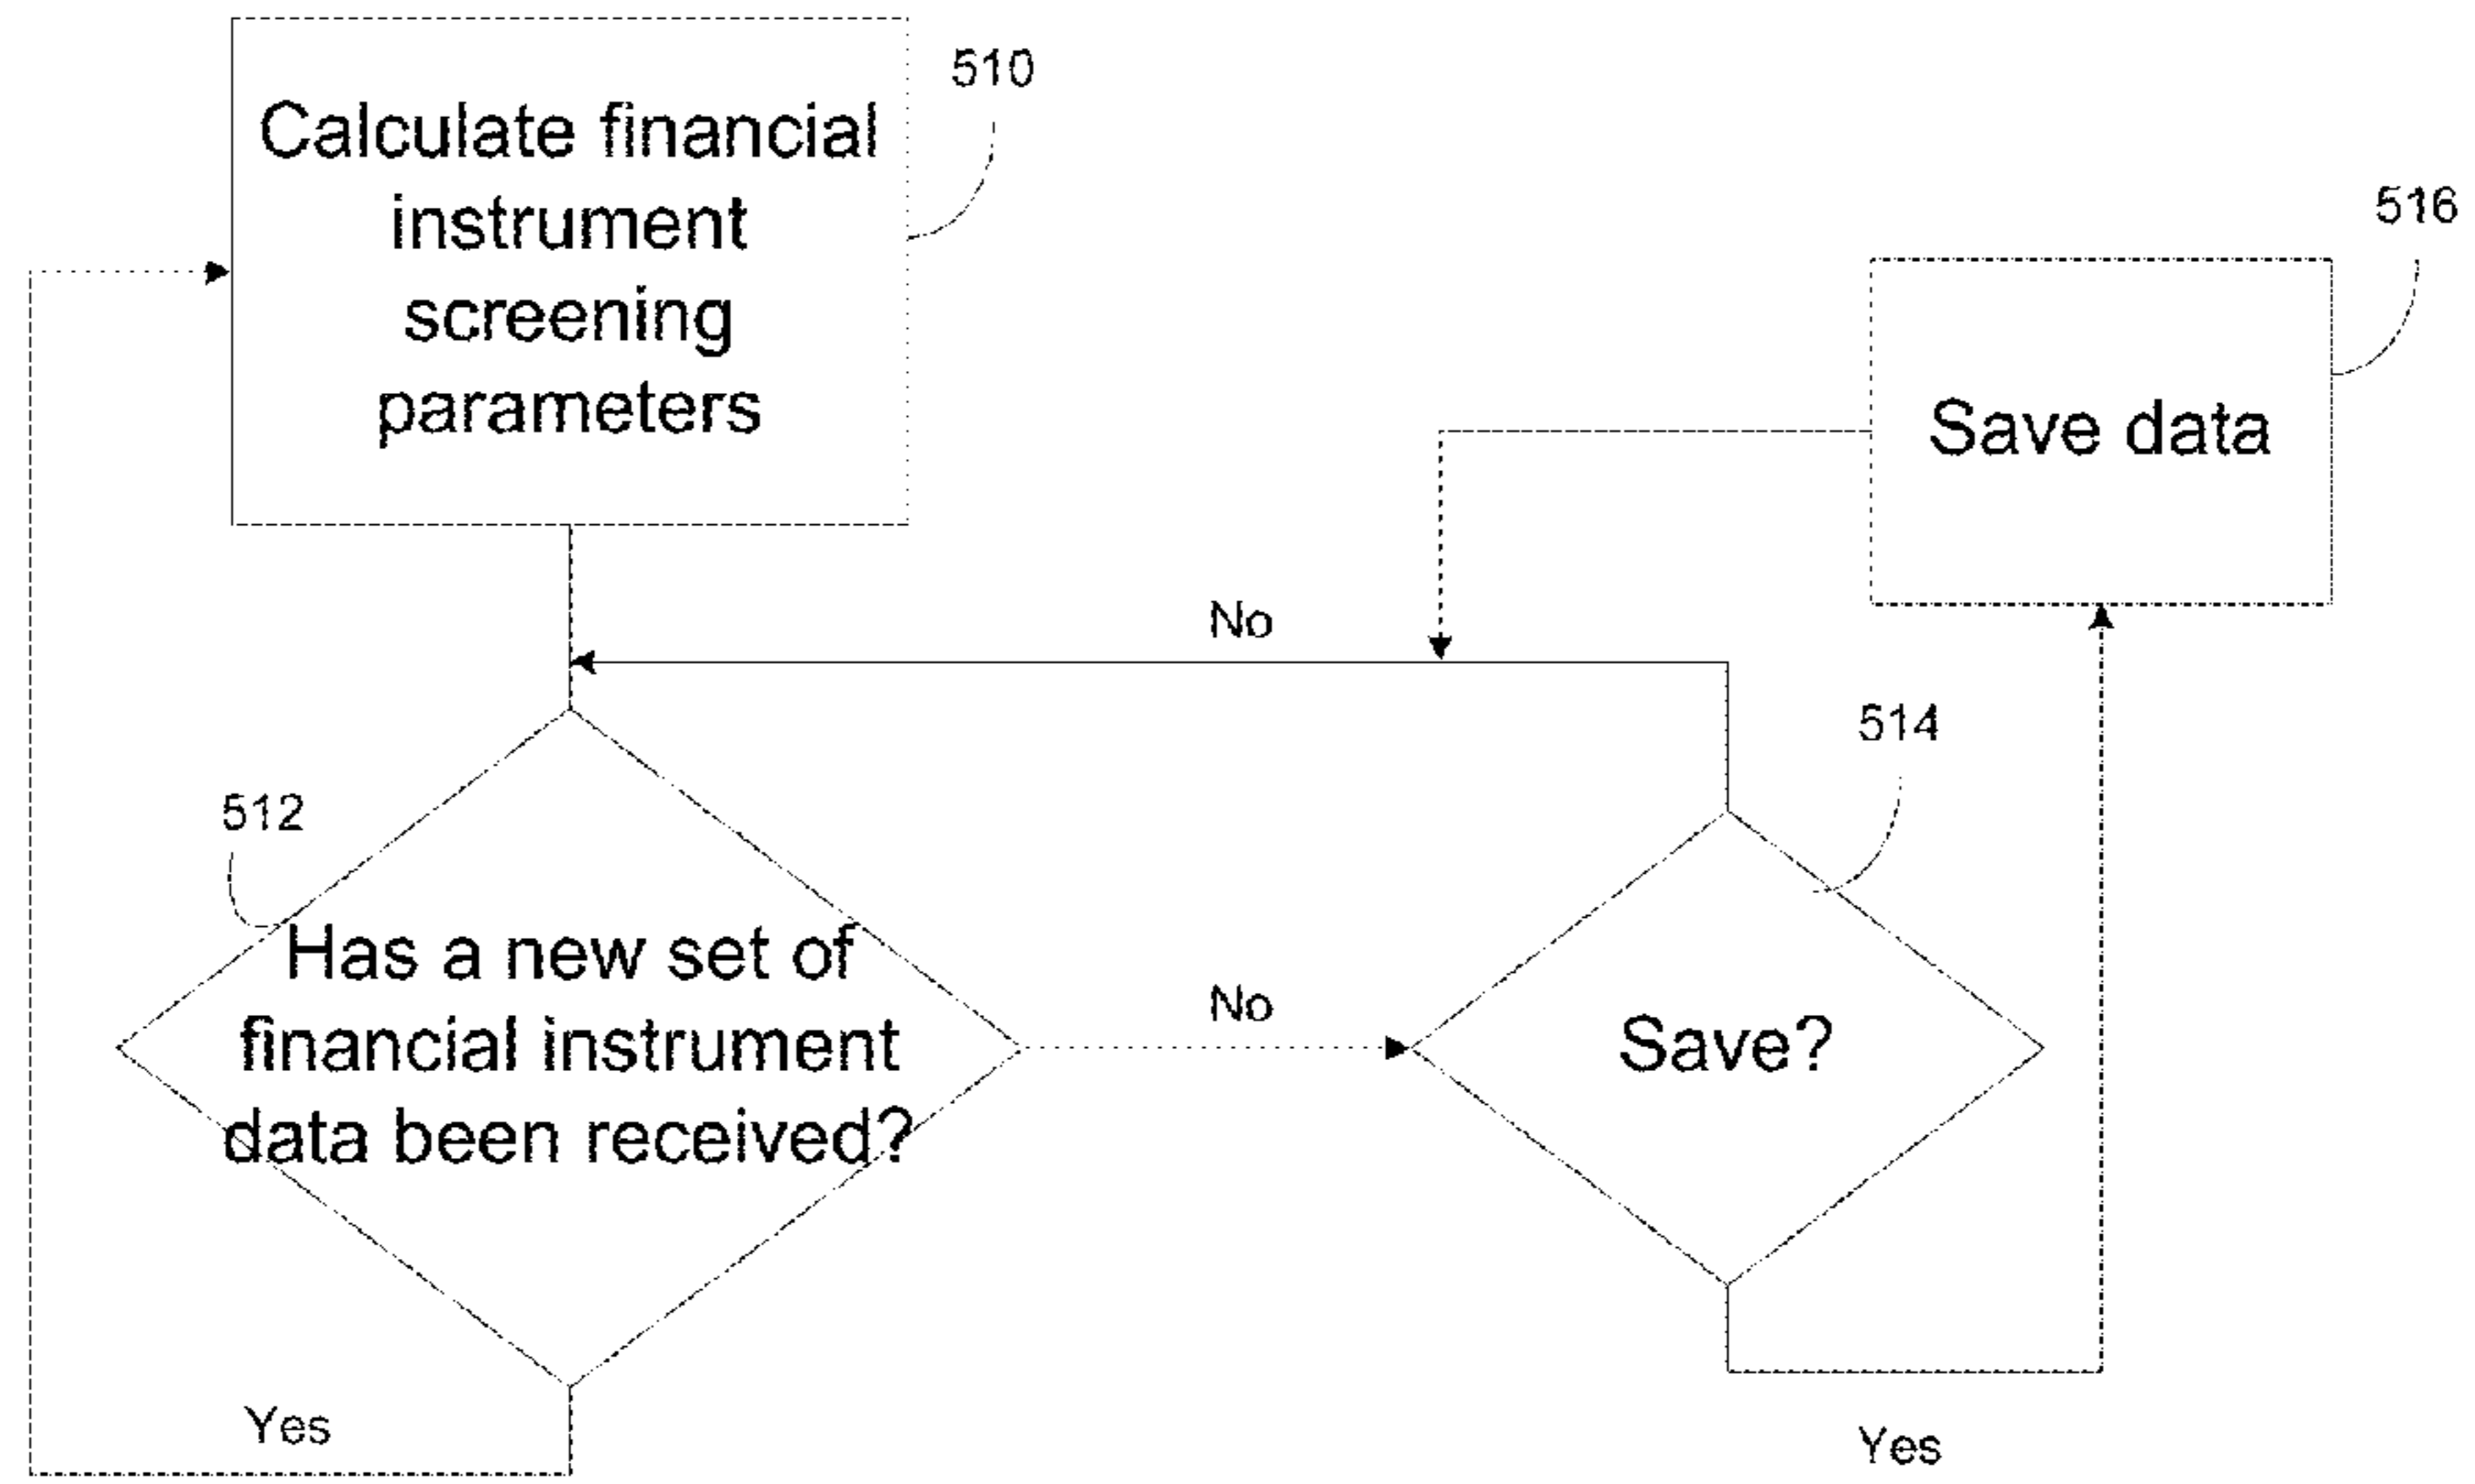 510
Calculate financial
instrument
screening
parameters
516
Save data
No
514
512
Has a new set of
financial instrument
data been received?
No
Save?
Yes
Yes